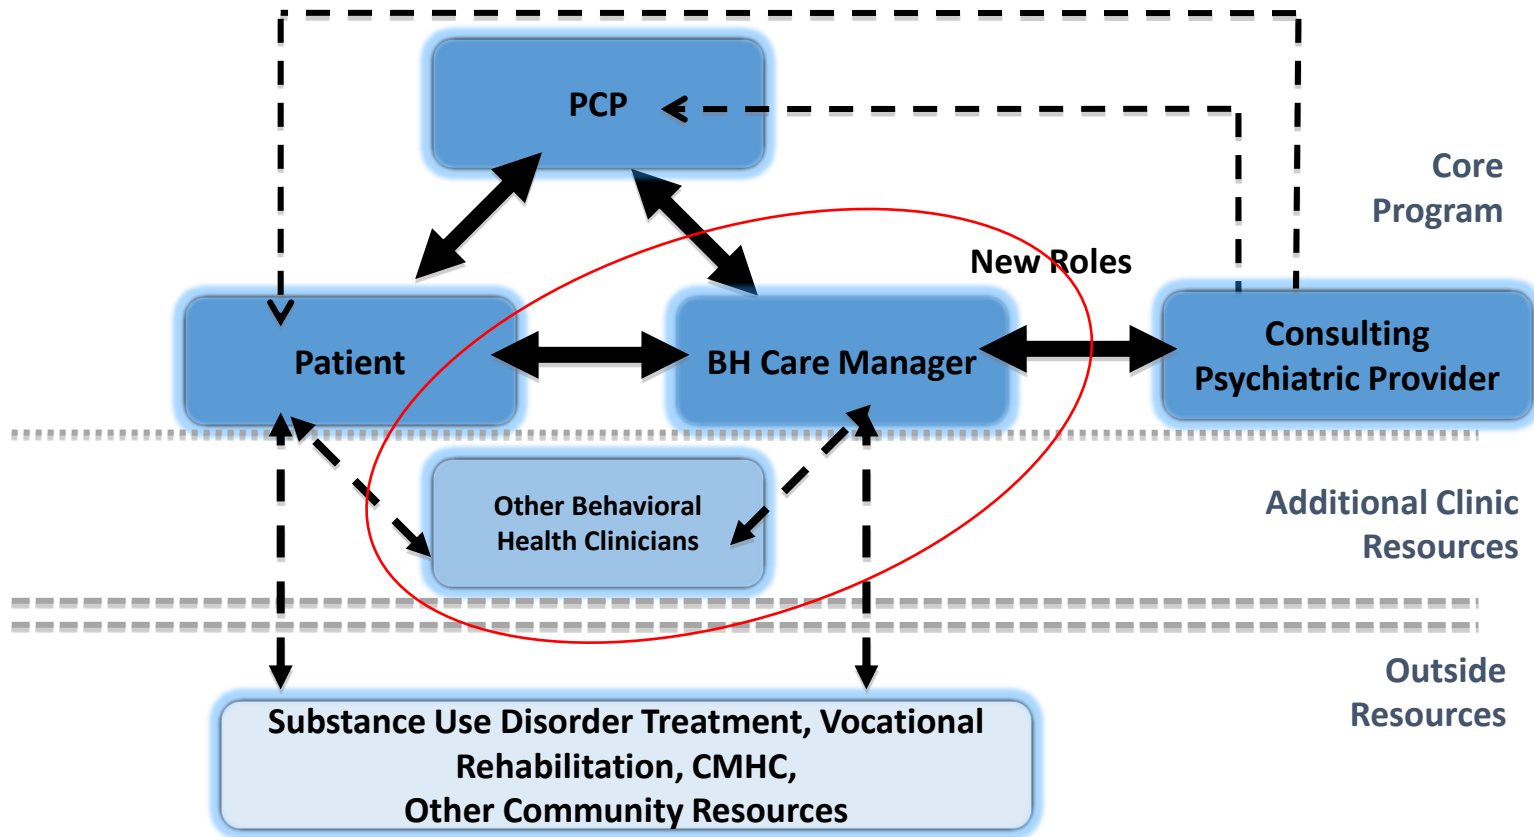 PCP
Core
Program
New Roles
Patient
BH Care Manager
Consulting
Psychiatric Provider
Other Behavioral
Health Clinicians
Additional Clinic
Resources
Outside
Resources
Substance Use Disorder Treatment, Vocational
Rehabilitation, CMHC,
Other Community Resources